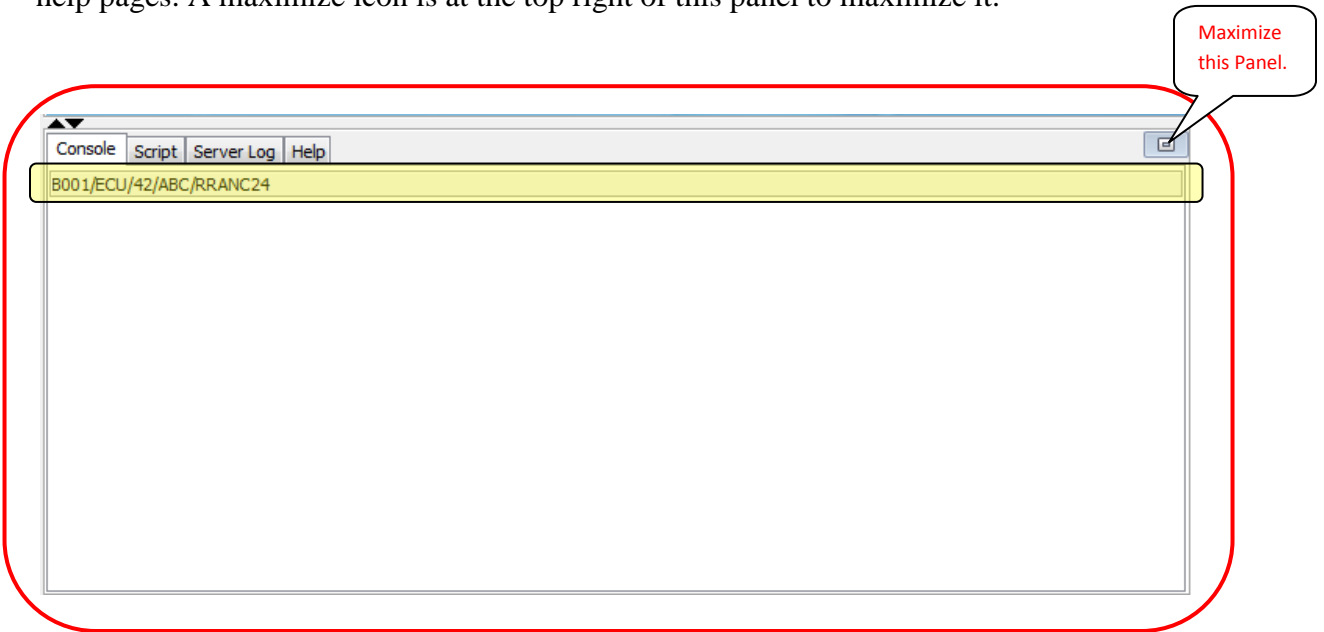 help pages. A maximize icon is at the top right of this panel to maximize it.
Maximize
this Panel.
Console Script Server Log Help
B001/ECU/42/ABC/RRANC24